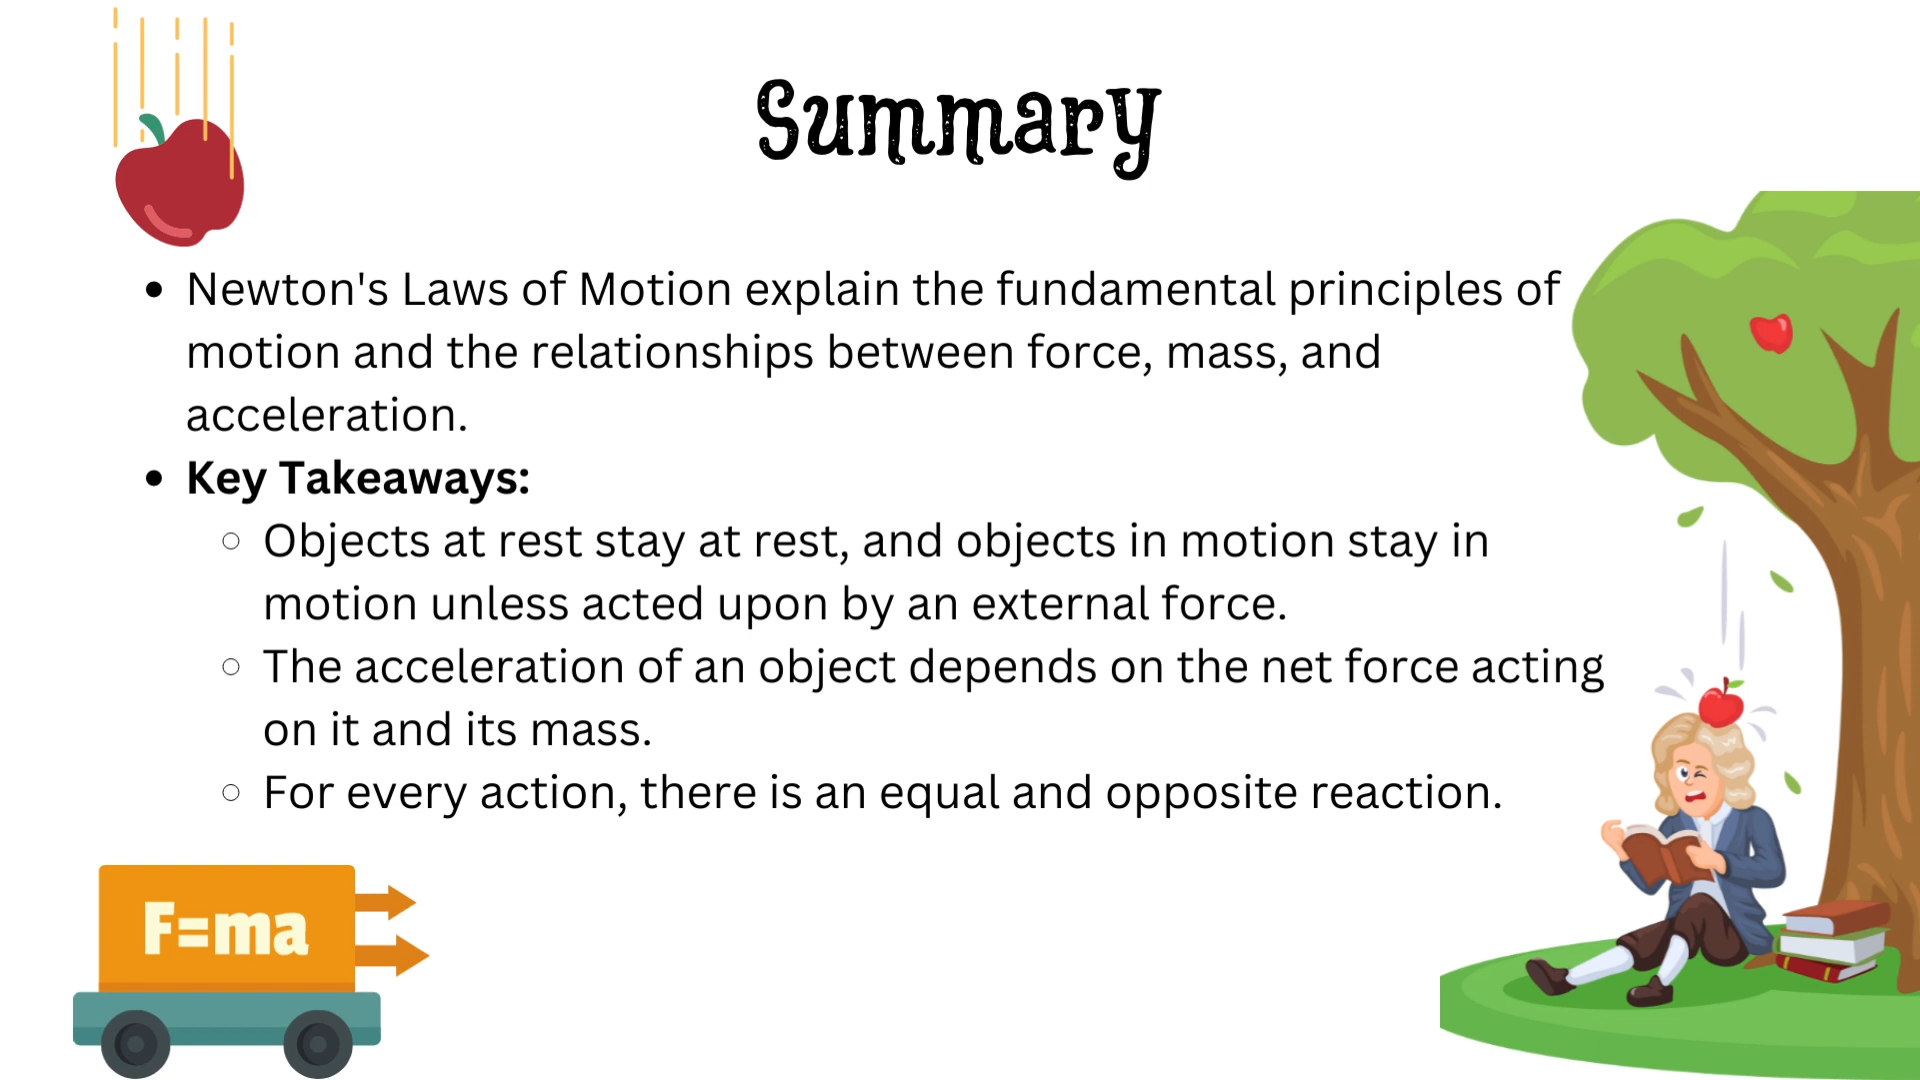 Summary
• Newton's Laws of Motion explain the fundamental principles of
motion and the relationships between force, mass, and
acceleration.
• Key Takeaways:
○ Objects at rest stay at rest, and objects in motion stay in
motion unless acted upon by an external force.
○ The acceleration of an object depends on the net force acting
on it and its mass.
○ For every action, there is an equal and opposite reaction.
F=ma